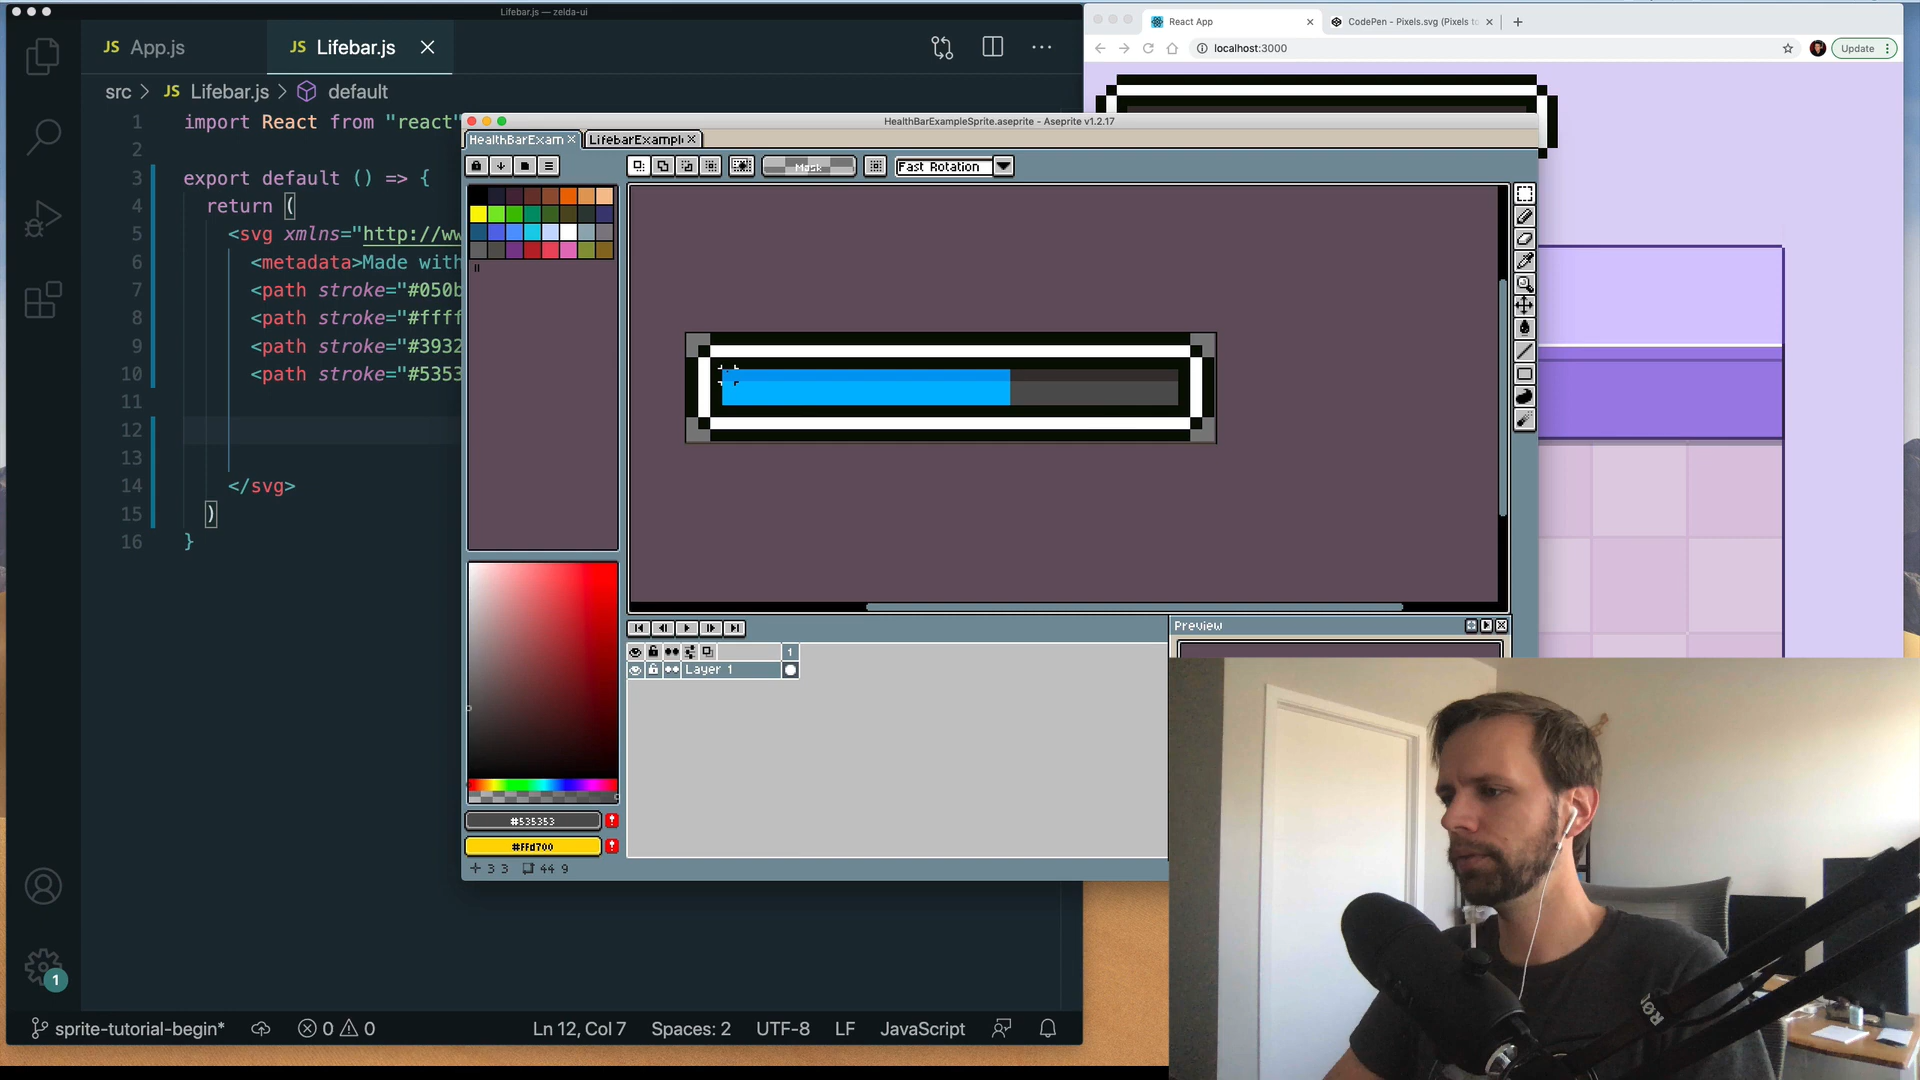 Lifebar.js — zelda-ui
JS App.js
JS Lifebar.js
src > JS Lifebar.js > default
1 import React from "react"
2
3 export default () => {
4 return (
5 <svg xmlns="http://ww
6 <metadata>Made with
7 <path stroke="#050b
8 <path stroke="#ffff
9 <path stroke="#3932
10 <path stroke="#5353
11
12
13
14 </svg>
15 )
16 }
1
sprite-tutorial-begin*
0 0
Ln 12, Col 7
Spaces: 2
UTF-8
LF
JavaScript
HealthBarExampleSprite.aseprite - Aseprite v1.2.17
HealthBarExam
LifebarExampl
Mask
Fast Rotation
1
Layer 1
Preview
#535353
#ffd700
3 3 44 9
React App
CodePen - Pixels.svg (Pixels to
localhost:3000
Update